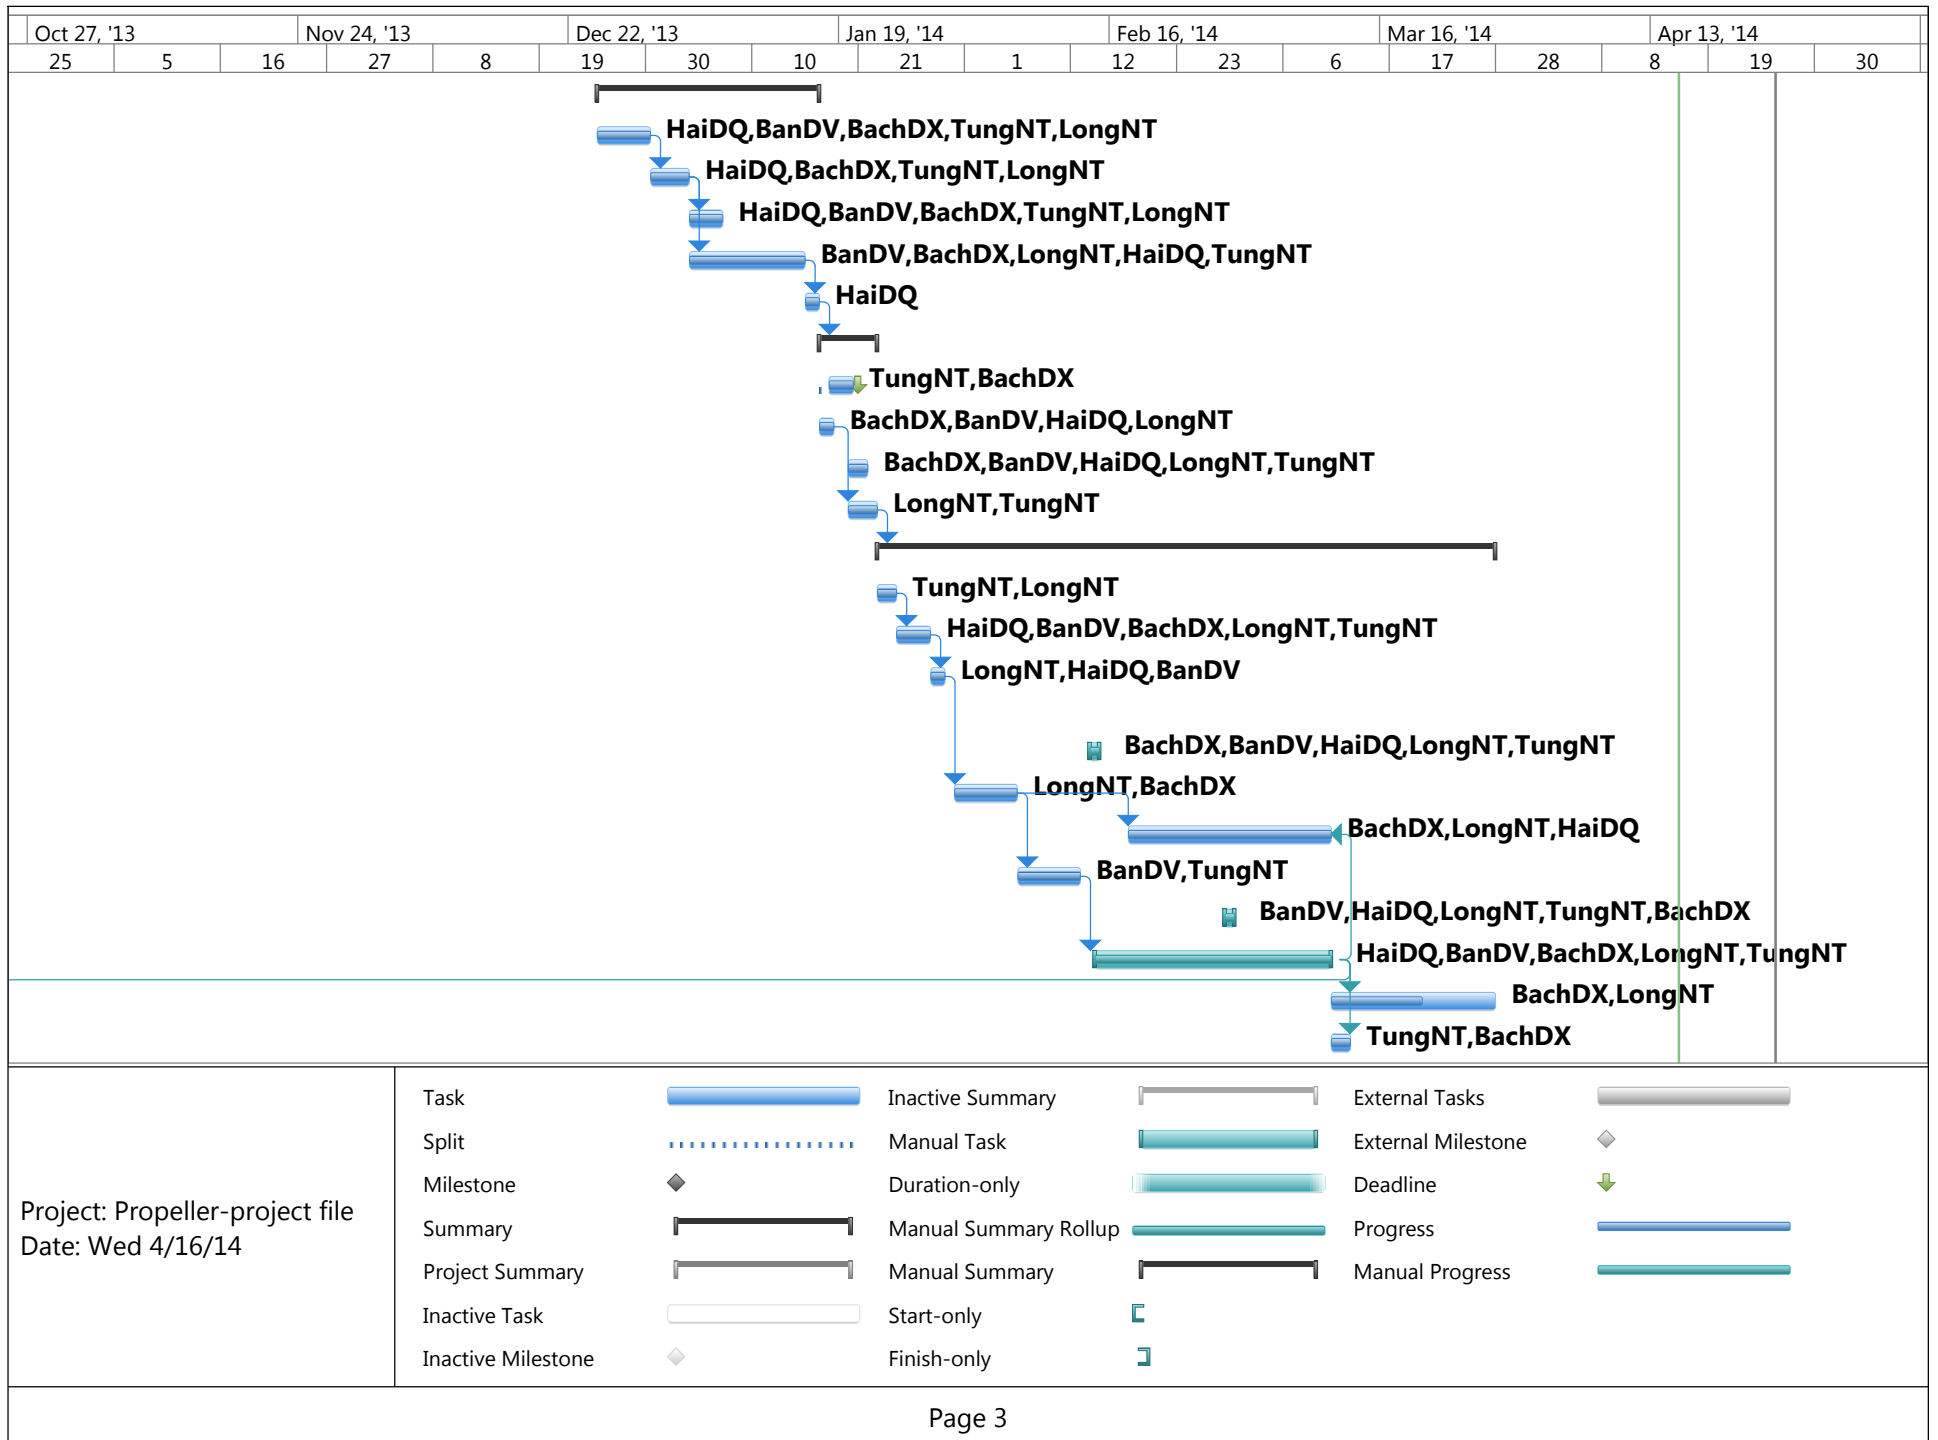 Oct 27, '13 Nov 24, '13 Dec 22, '13 Jan 19, '14 Feb 16, '14 Mar 16, '14 Apr 13, '14
25 5 16 27 8 19 30 10 21 1 12 23 6 17 28 8 19 30
HaiDQ,BanDV,BachDX,TungNT,LongNT
HaiDQ,BachDX,TungNT,LongNT
HaiDQ,BanDV,BachDX,TungNT,LongNT
BanDV,BachDX,LongNT,HaiDQ,TungNT
HaiDQ
TungNT,BachDX
BachDX,BanDV,HaiDQ,LongNT
BachDX,BanDV,HaiDQ,LongNT,TungNT
LongNT,TungNT
TungNT,LongNT
HaiDQ,BanDV,BachDX,LongNT,TungNT
LongNT,HaiDQ,BanDV
BachDX,BanDV,HaiDQ,LongNT,TungNT
LongNT,BachDX
BachDX,LongNT,HaiDQ
BanDV,TungNT
BanDV,HaiDQ,LongNT,TungNT,BachDX
HaiDQ,BanDV,BachDX,LongNT,TungNT
BachDX,LongNT
TungNT,BachDX
Project: Propeller-project file
Date: Wed 4/16/14
Task
Split
Milestone
Summary
Project Summary
Inactive Task
Inactive Milestone
Inactive Summary
Manual Task
Duration-only
Manual Summary Rollup
Manual Summary
Start-only
Finish-only
External Tasks
External Milestone
Deadline
Progress
Manual Progress
Page 3